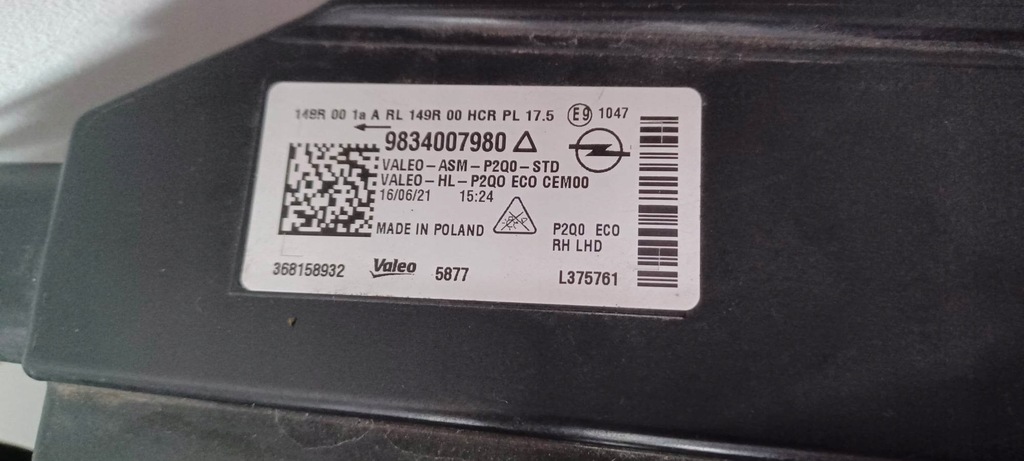 149R 00 1a A RL 149R 00 HCR PL 17.5 E9 1047
9834007980
VALEO-ASM-P2Q0-STD
VALEO-HL-P2Q0 ECO CEM00
16/06/21 15:24
MADE IN POLAND P2Q0 ECO
RH LHD
368158932 Valeo 5877 L375761